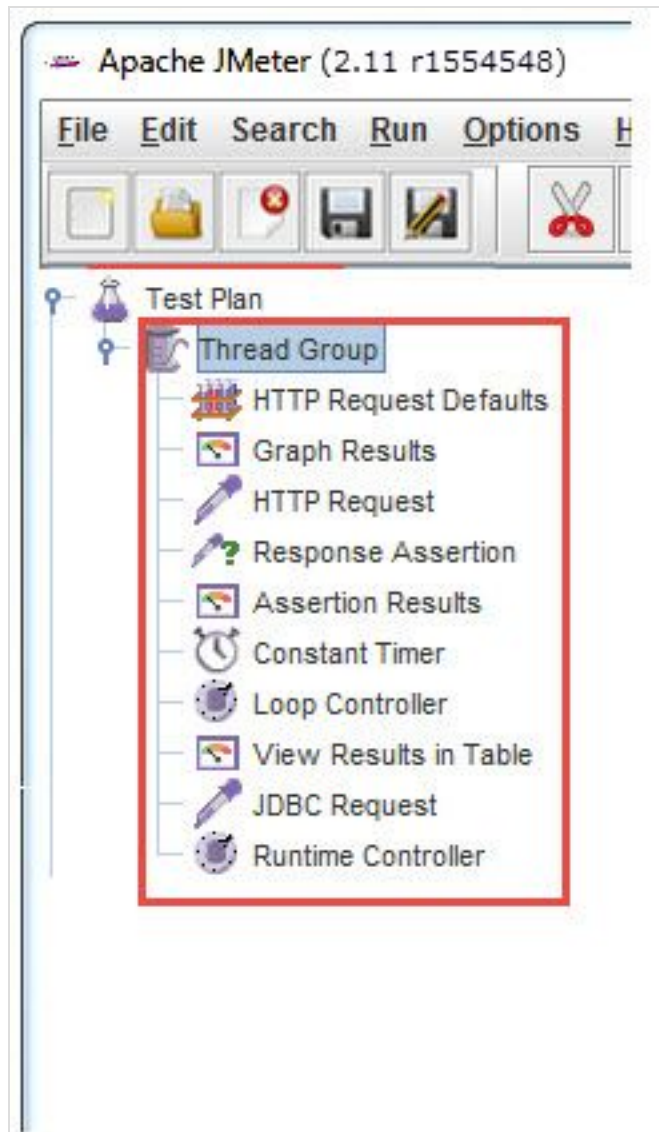 Apache JMeter (2.11 r1554548)
File Edit Search Run Options H
Test Plan
Thread Group
HTTP Request Defaults
Graph Results
HTTP Request
Response Assertion
Assertion Results
Constant Timer
Loop Controller
View Results in Table
JDBC Request
Runtime Controller